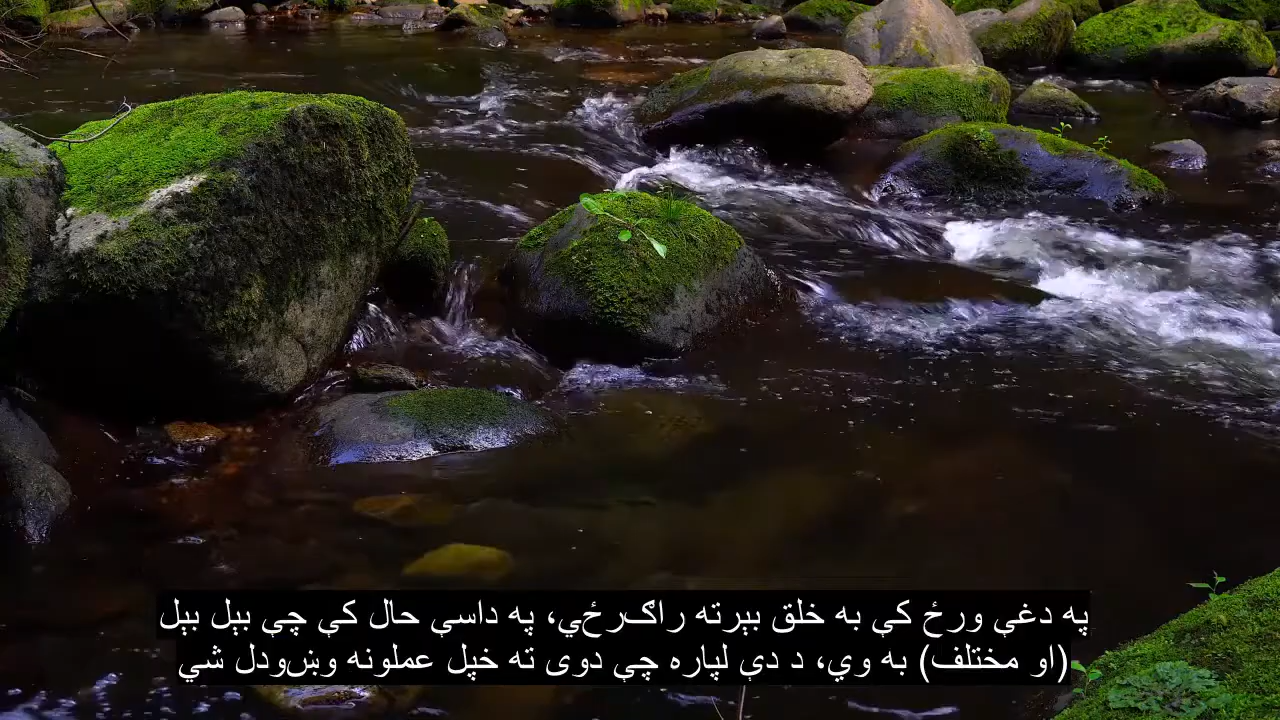 په دغې ورځ کې به خلق بېرته راګرځي، په داسې حال کې چې بېل بېل
(او مختلف) به وي، د دې لپاره چې دوی ته خپل عملونه وښودل شي